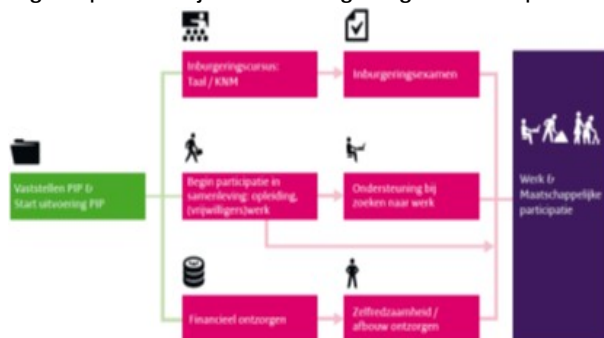 Inburgeringscursus:
Taal / KNM
Inburgeringsexamen
Vaststellen PIP &
Start uitvoering PIP
Begin participatie in
samenleving: opleiding,
(vrijwilligers)werk
Ondersteuning bij
zoeken naar werk
Werk &
Maatschappelijke
participatie
Financieel ontzorgen
Zelfredzaamheid /
afbouw ontzorgen